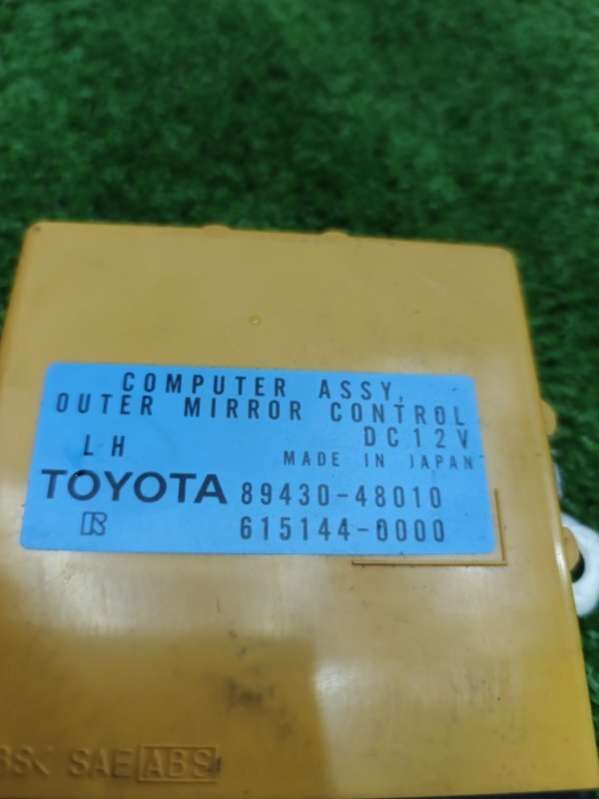 COMPUTER ASSY,
OUTER MIRROR CONTROL
DC12V
LH
MADE IN JAPAN
TOYOTA 89430-48010
R 615144-0000
SAE ABS